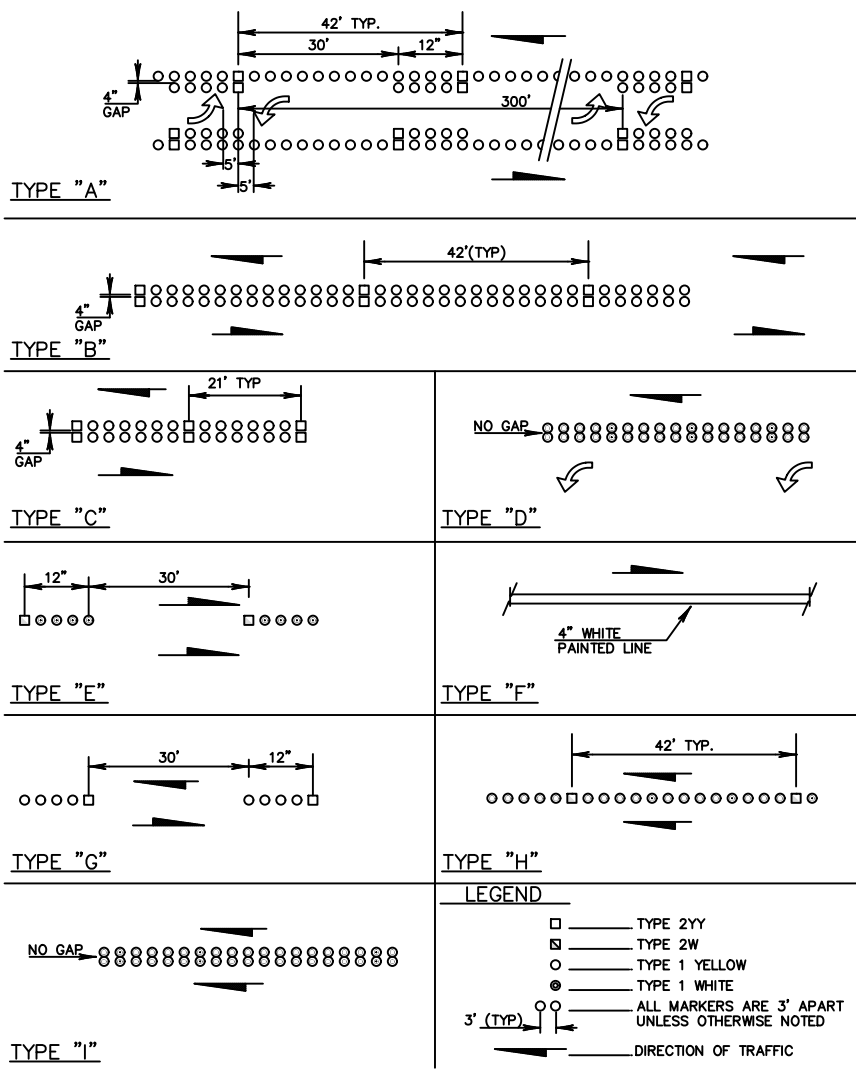 42' TYP.
30'
12"
4"
GAP
300'
5'
5'
TYPE "A"
42'(TYP)
4"
GAP
TYPE "B"
21' TYP
4"
GAP
TYPE "C"
NO GAP
TYPE "D"
12"
30'
TYPE "E"
4" WHITE
PAINTED LINE
TYPE "F"
30'
12"
TYPE "G"
42' TYP.
TYPE "H"
NO GAP
TYPE "I"
LEGEND
TYPE 2YY
TYPE 2W
TYPE 1 YELLOW
TYPE 1 WHITE
3' (TYP)
ALL MARKERS ARE 3' APART
UNLESS OTHERWISE NOTED
DIRECTION OF TRAFFIC